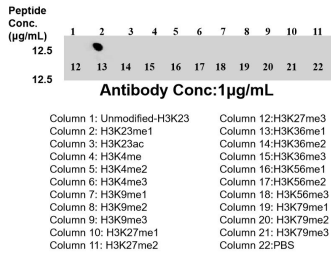 Peptide
Conc.
(µg/mL)
1 2 3 4 5 6 7 8 9 10 11
12.5
12 13 14 15 16 17 18 19 20 21 22
12.5
Antibody Conc:1µg/mL
Column 1: Unmodified-H3K23
Column 2: H3K23me1
Column 3: H3K23ac
Column 4: H3K4me
Column 5: H3K4me2
Column 6: H3K4me3
Column 7: H3K9me1
Column 8: H3K9me2
Column 9: H3K9me3
Column 10: H3K27me1
Column 11: H3K27me2
Column 12:H3K27me3
Column 13:H3K36me1
Column 14:H3K36me2
Column 15:H3K36me3
Column 16:H3K56me1
Column 17:H3K56me2
Column 18: H3K56me3
Column 19: H3K79me1
Column 20: H3K79me2
Column 21: H3K79me3
Column 22:PBS